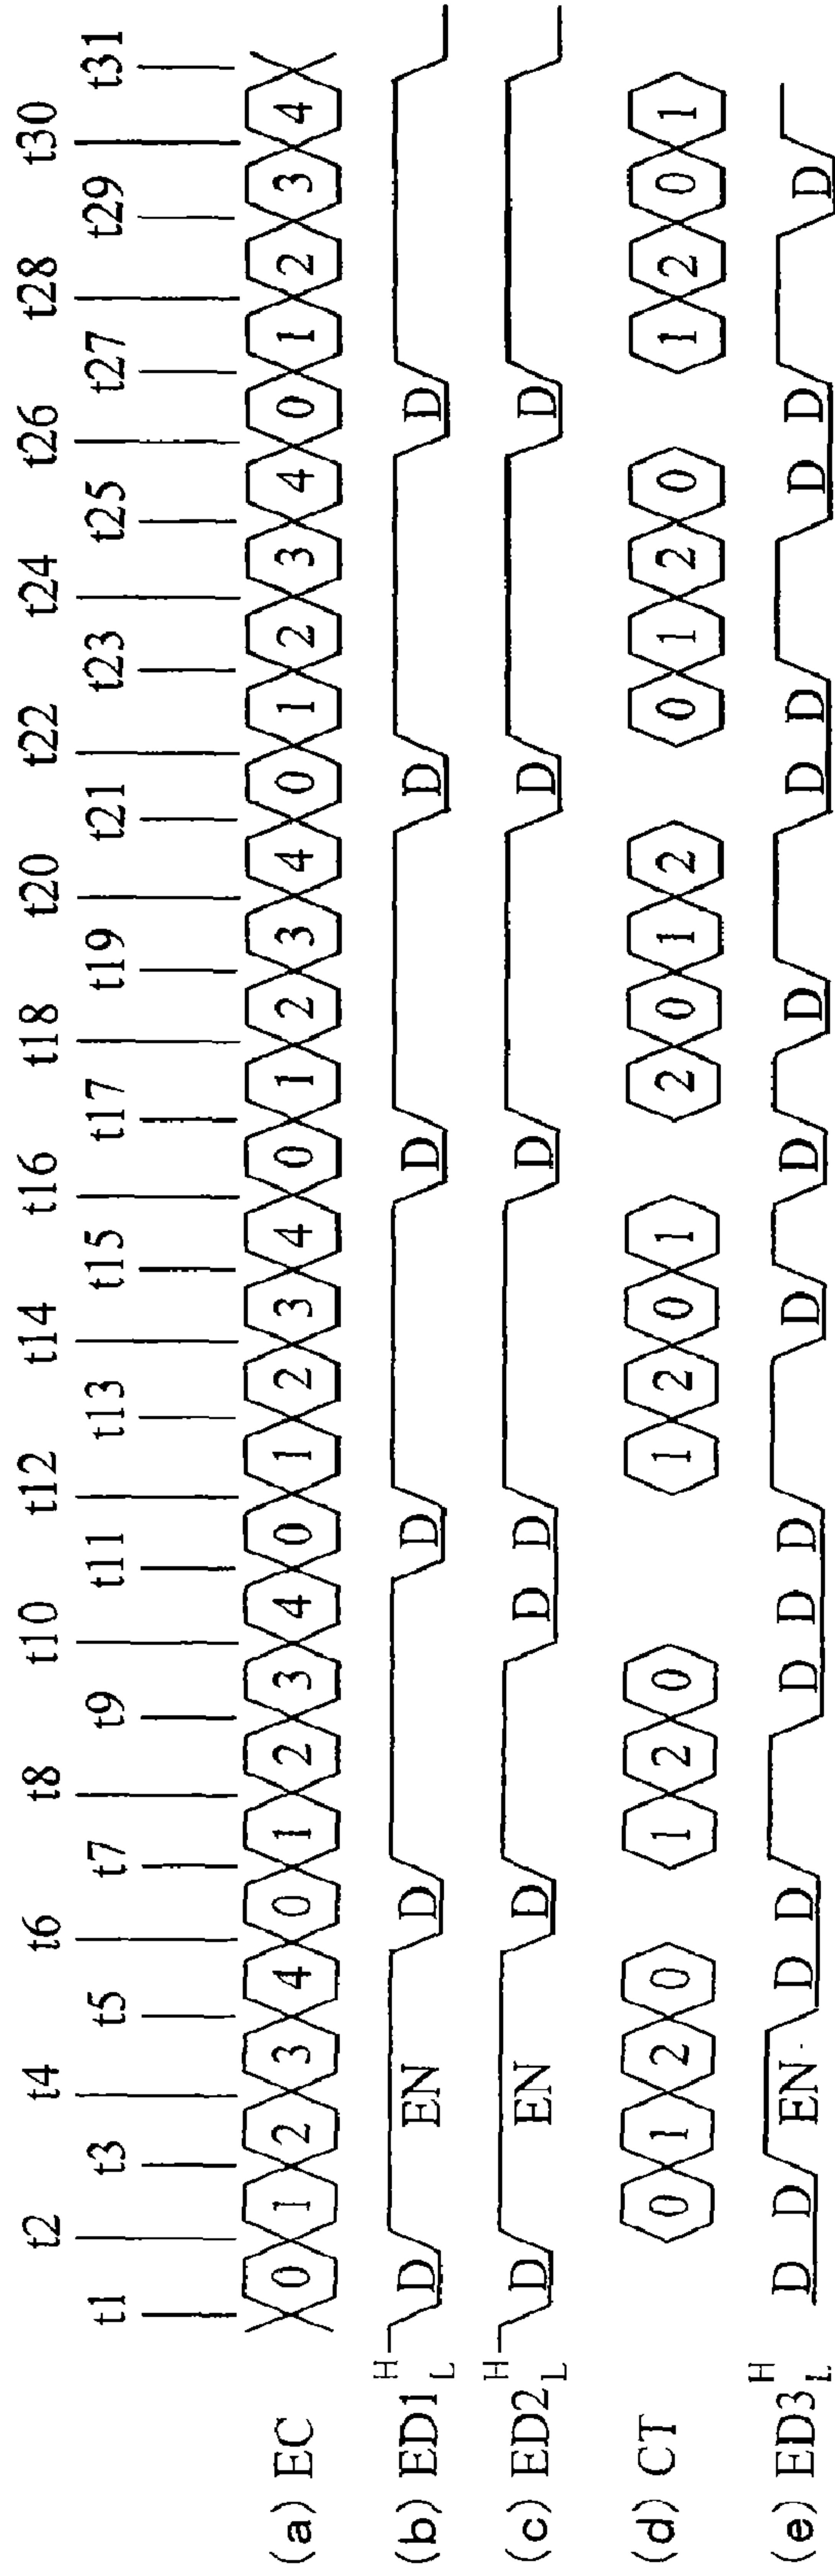 t2 t4 t6 t8 t10 t12 t14 t16 t18 t20 t22 t24 t26 t28 t30
t1 t3 t5 t7 t9 t11 t13 t15 t17 t19 t21 t23 t25 t27 t29 t31
(a) EC 0 1 2 3 4 0 1 2 3 4 0 1 2 3 4 0 1 2 3 4 0 1 2 3 4 0 1 2 3 4
(b) ED1 H L D EN D D D D D
(c) ED2 H L D EN D D D D D D
(d) CT 0 1 2 0 1 2 0 1 2 0 1 2 0 1 2 0 1 2 0 1 2 0 1
(e) ED3 H L D D EN D D D D D D D D D D D D D